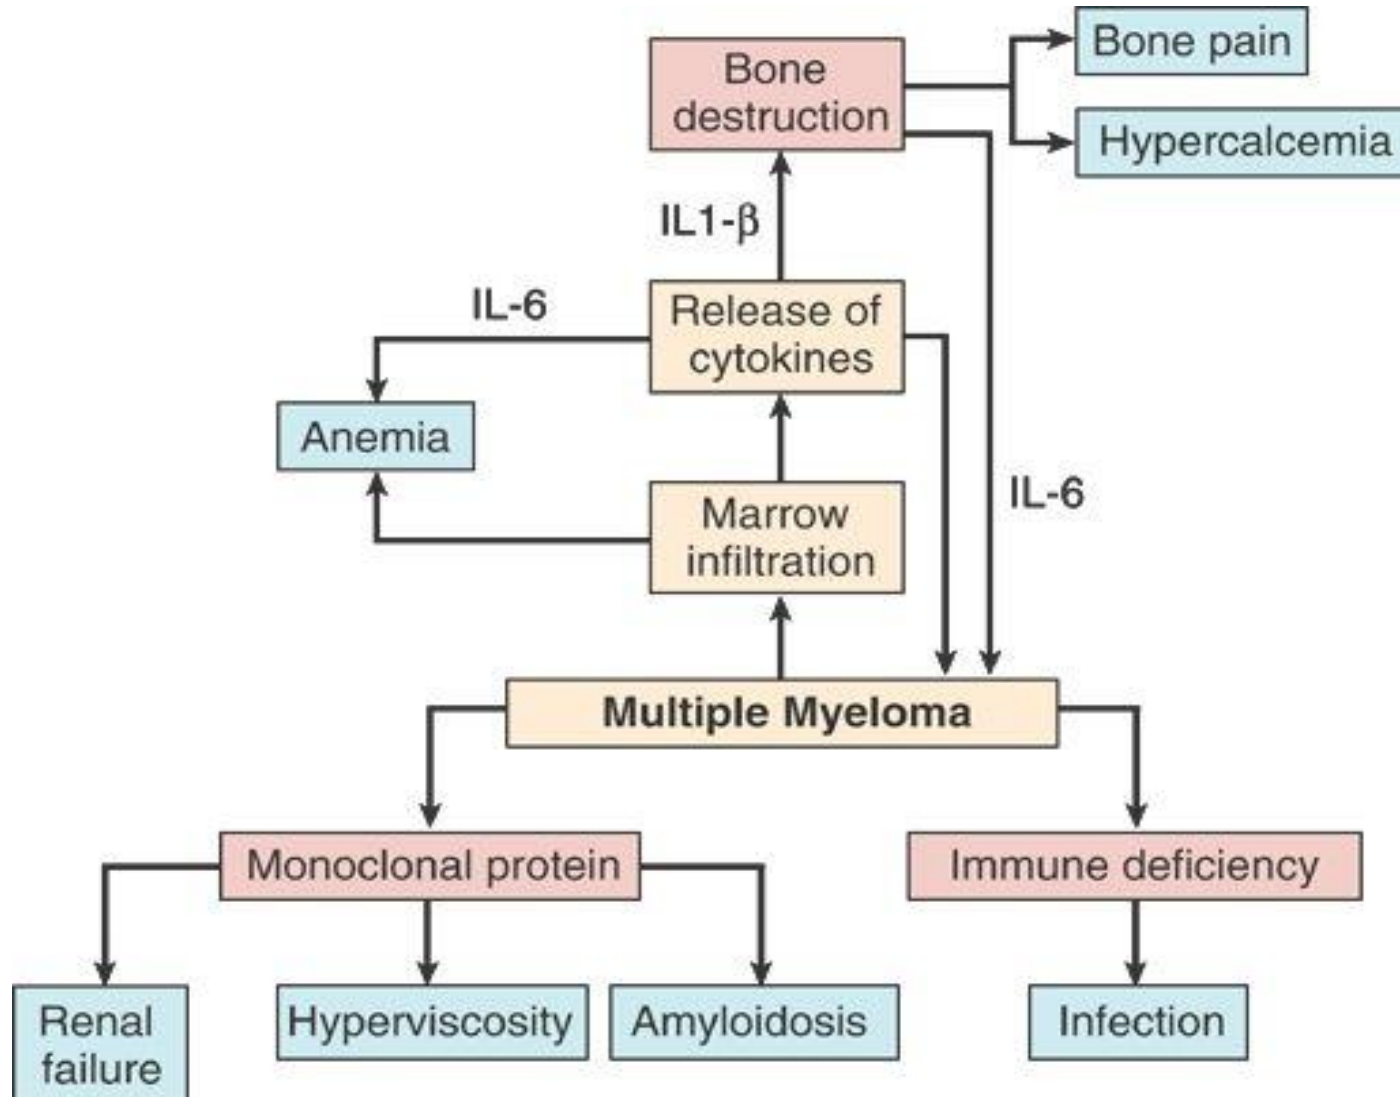 Bone pain
Bone
destruction
Hypercalcemia
IL1-β
IL-6
Release of
cytokines
Anemia
IL-6
Marrow
infiltration
Multiple Myeloma
Monoclonal protein
Immune deficiency
Renal
failure
Hyperviscosity
Amyloidosis
Infection